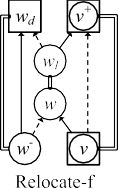 w_d v^+
w_l
w
w^- v
Relocate-f